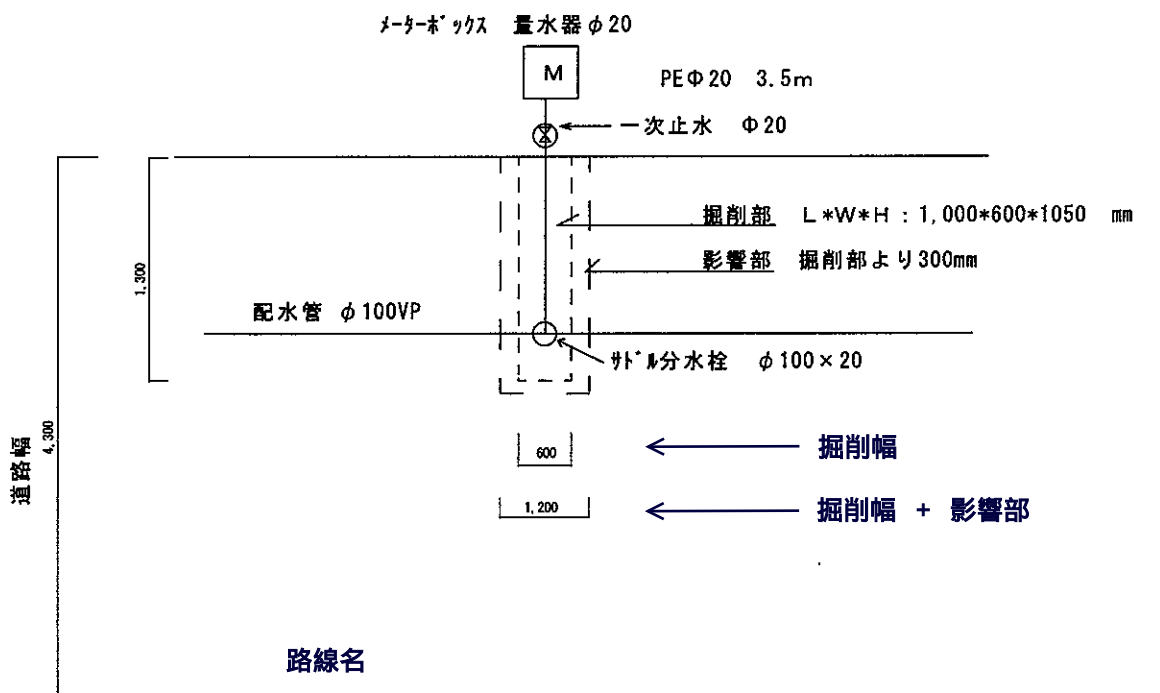 メーターボックス 量水器φ20
M
PEΦ20 3.5m
一次止水 Φ20
掘削部 L*W*H：1,000*600*1050 mm
影響部 掘削部より300mm
1,300
配水管 φ100VP
サドル分水栓 φ100×20
道路幅
4,300
600
掘削幅
1,200
掘削幅 + 影響部
路線名